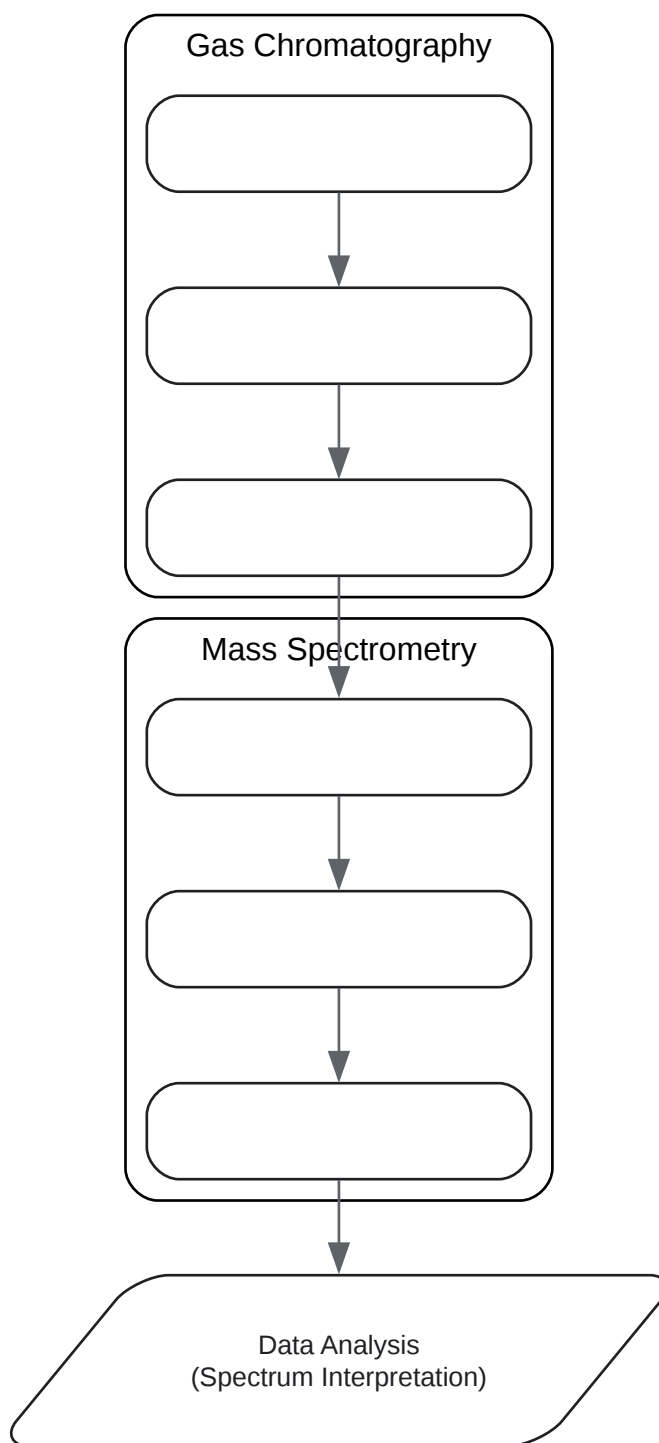 Gas Chromatography
Mass Spectrometry
Data Analysis
(Spectrum Interpretation)